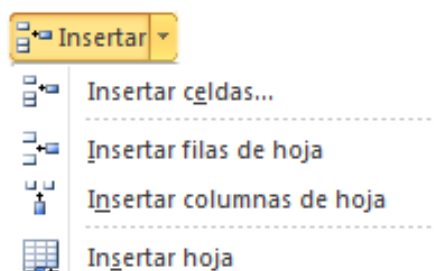 Insertar
Insertar celdas...
Insertar filas de hoja
Insertar columnas de hoja
Insertar hoja